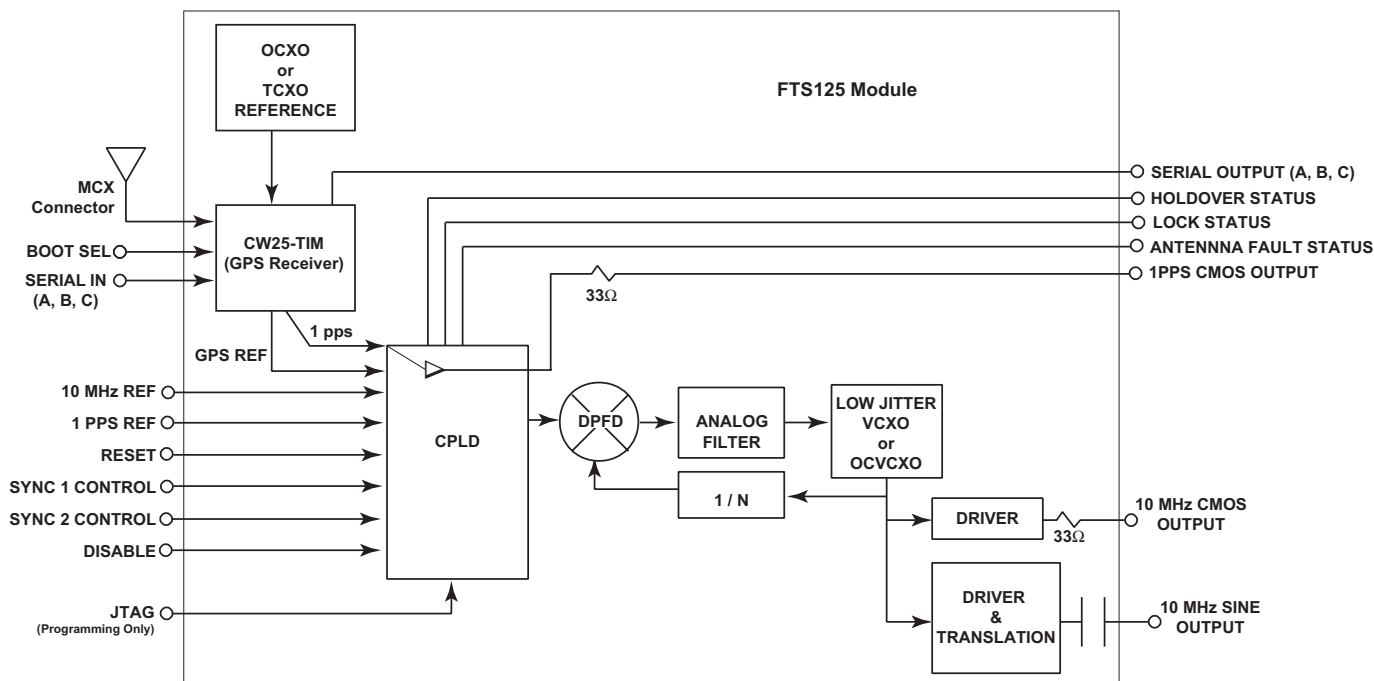 OCXO
or
TCXO
REFERENCE
FTS125 Module
MCX
Connector
BOOT SEL
SERIAL IN
(A, B, C)
CW25-TIM
(GPS Receiver)
SERIAL OUTPUT (A, B, C)
HOLDOVER STATUS
LOCK STATUS
ANTENNNA FAULT STATUS
1PPS CMOS OUTPUT
33Ω
1 pps
GPS REF
10 MHz REF
1 PPS REF
RESET
SYNC 1 CONTROL
SYNC 2 CONTROL
DISABLE
JTAG
(Programming Only)
CPLD
DPFD
ANALOG
FILTER
LOW JITTER
VCXO
or
OCVCXO
1 / N
DRIVER
33Ω
10 MHz CMOS
OUTPUT
DRIVER
&
TRANSLATION
10 MHz SINE
OUTPUT